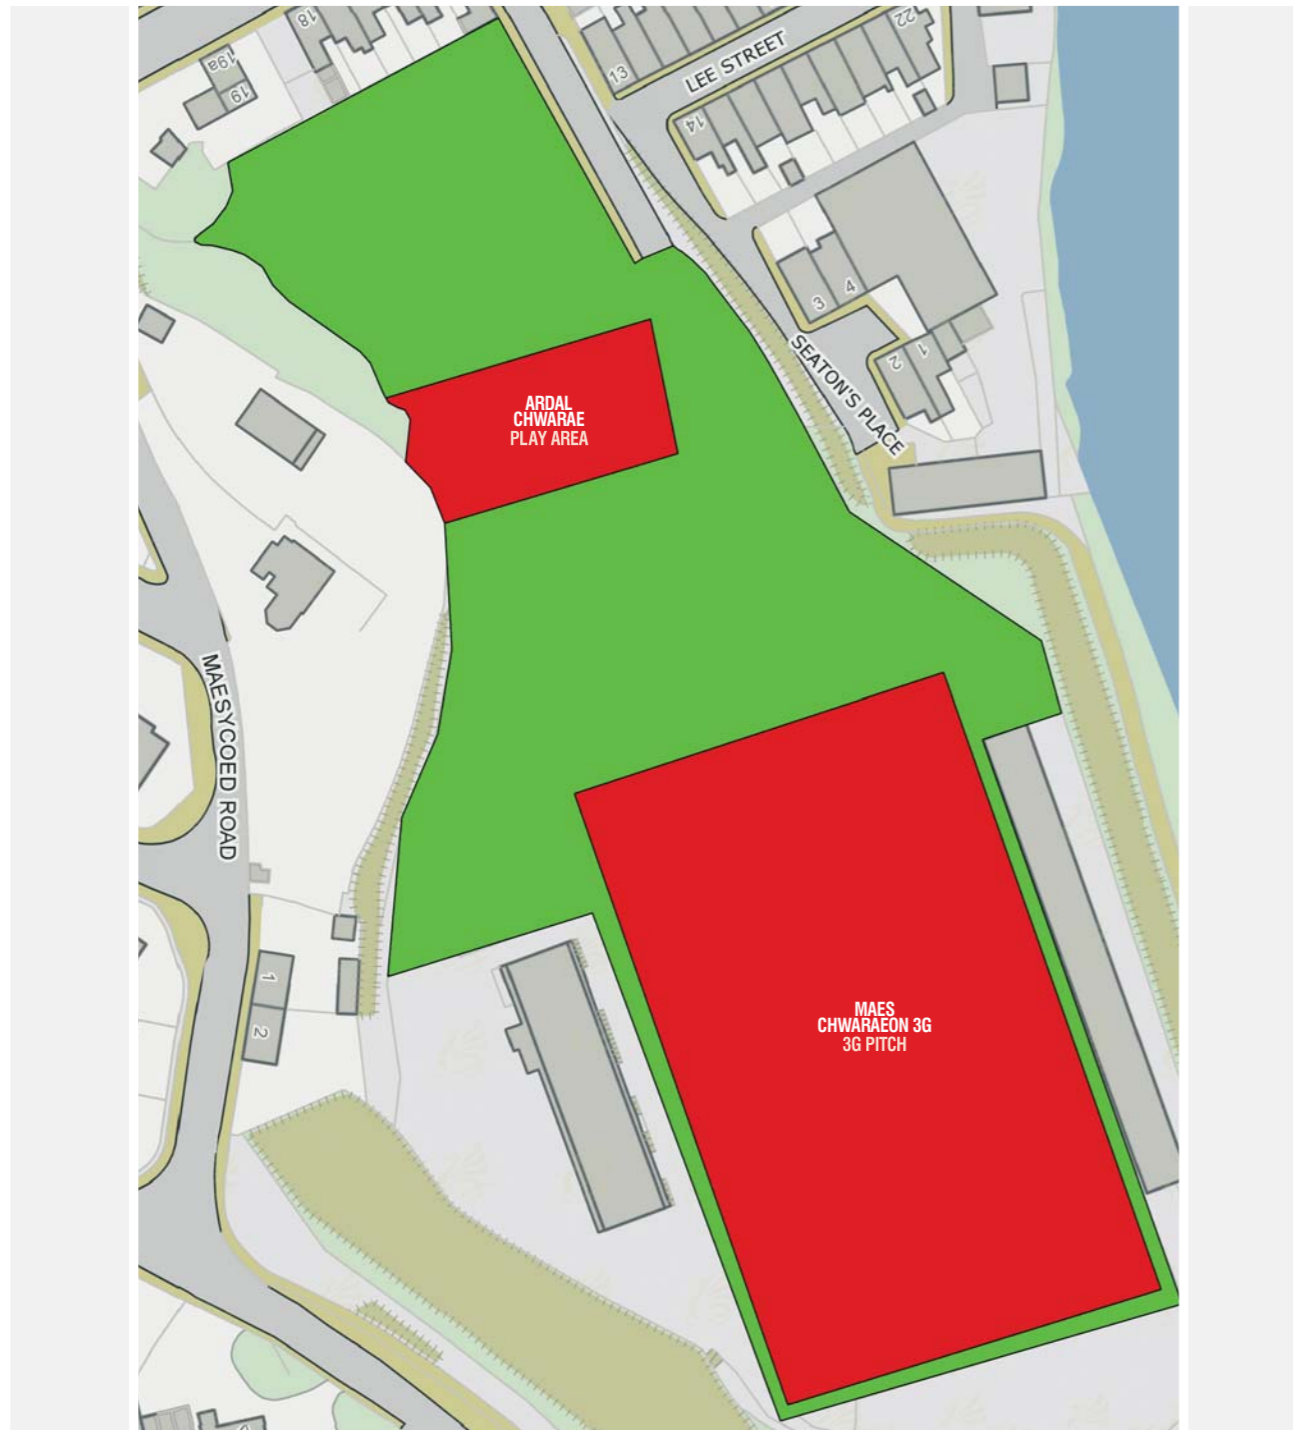 18
19a
19
13
LEE STREET
22
14
3
4
SEATON'S PLACE
2
1
ARDAL
CHWARAE
PLAY AREA
MAESYCOED ROAD
1
2
MAES
CHWARAEON 3G
3G PITCH